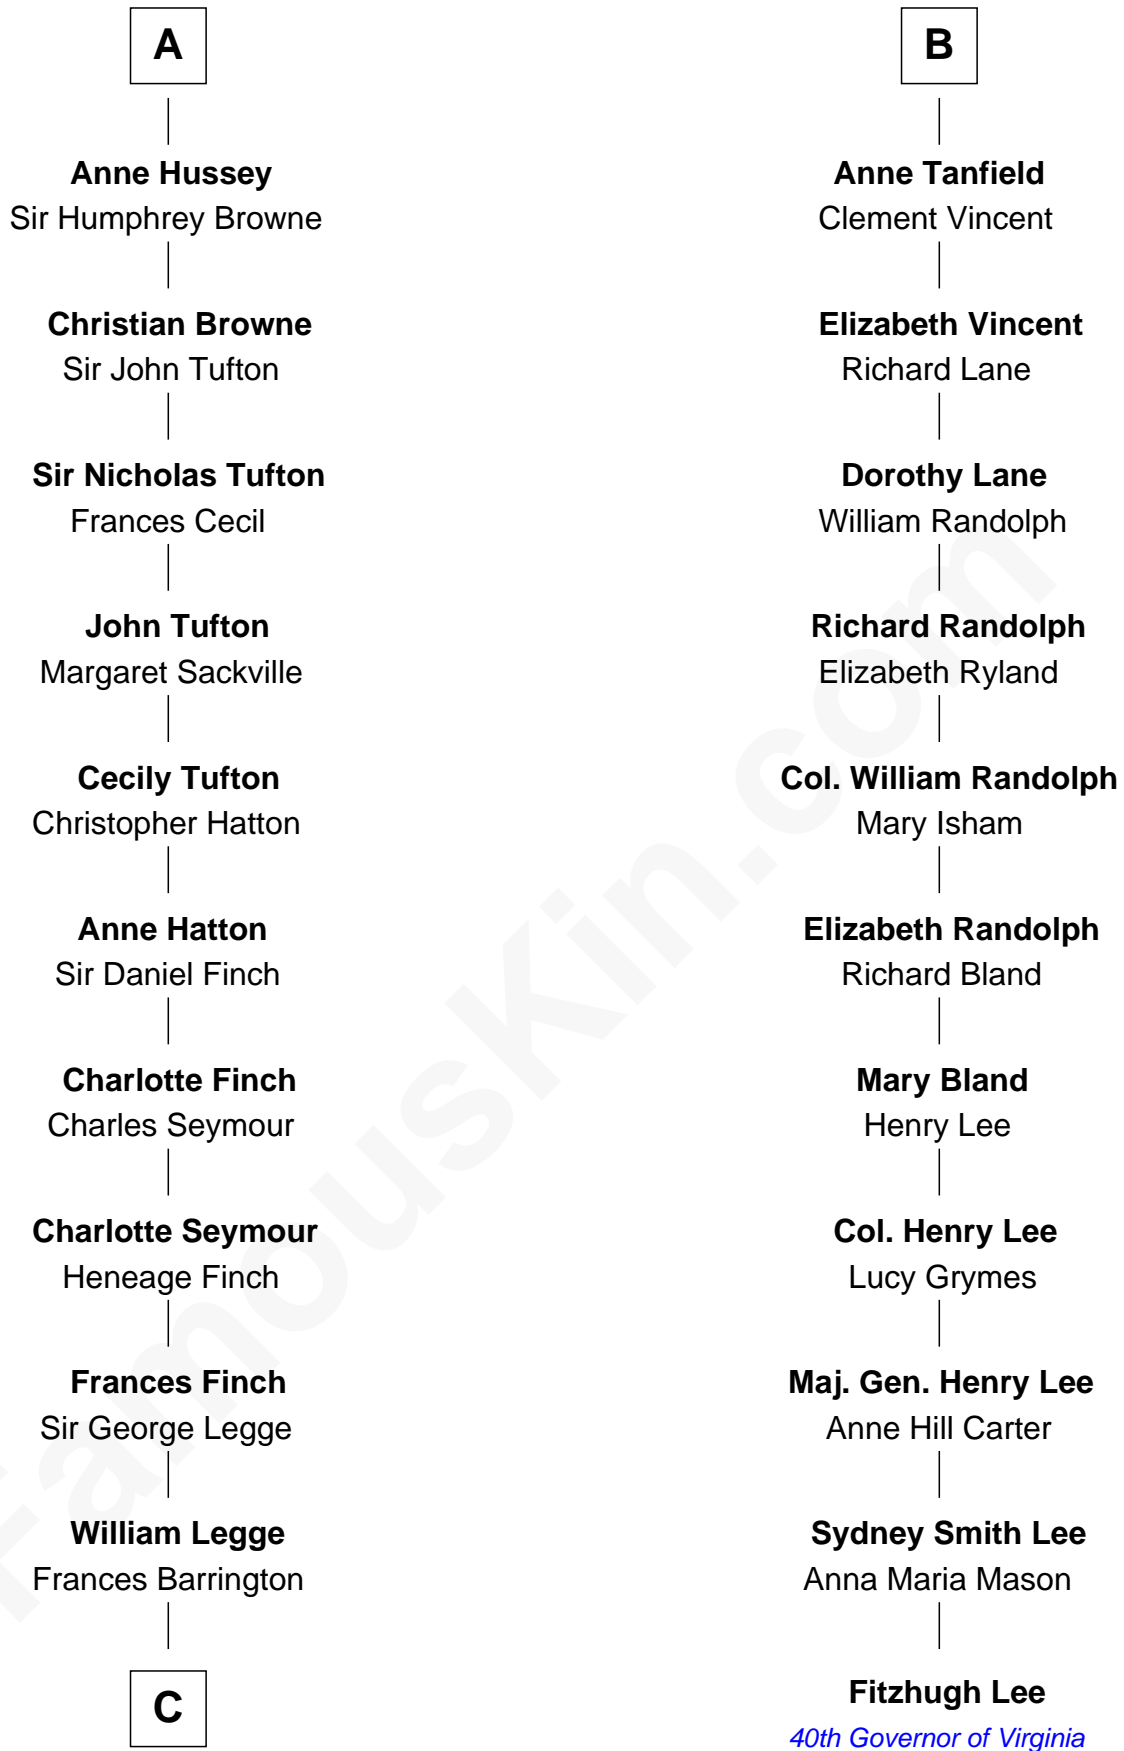 A
Anne Hussey
Sir Humphrey Browne
Christian Browne
Sir John Tufton
Sir Nicholas Tufton
Frances Cecil
John Tufton
Margaret Sackville
Cecily Tufton
Christopher Hatton
Anne Hatton
Sir Daniel Finch
Charlotte Finch
Charles Seymour
Charlotte Seymour
Heneage Finch
Frances Finch
Sir George Legge
William Legge
Frances Barrington
C
B
Anne Tanfield
Clement Vincent
Elizabeth Vincent
Richard Lane
Dorothy Lane
William Randolph
Richard Randolph
Elizabeth Ryland
Col. William Randolph
Mary Isham
Elizabeth Randolph
Richard Bland
Mary Bland
Henry Lee
Col. Henry Lee
Lucy Grymes
Maj. Gen. Henry Lee
Anne Hill Carter
Sydney Smith Lee
Anna Maria Mason
Fitzhugh Lee
40th Governor of Virginia
FamousKin.com